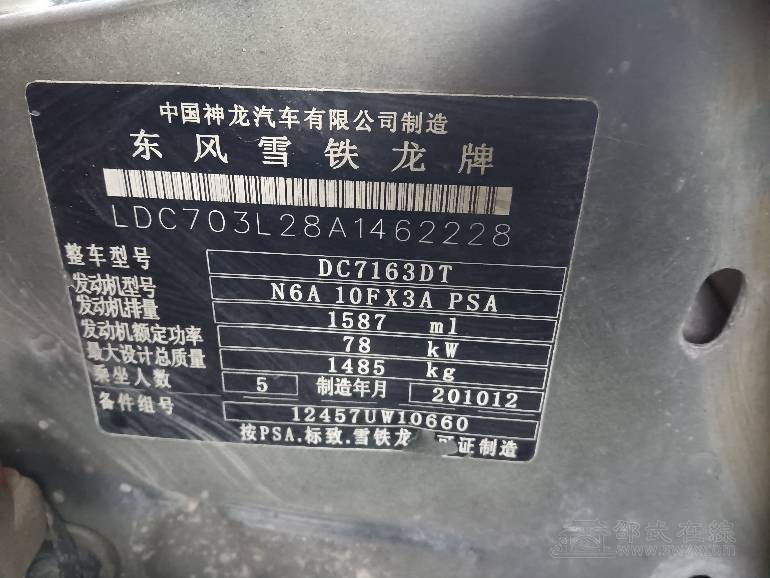 中国神龙汽车有限公司制造
东风雪铁龙牌
LDC703L28A1462228
整车型号 DC7163DT
发动机型号 N6A 10FX3A PSA
发动机排量 1587 ml
发动机额定功率 78 kW
最大设计总质量 1485 kg
乘坐人数 5 制造年月 201012
备件组号 12457UW10660
按PSA.标致.雪铁龙 证制造
邹式在線